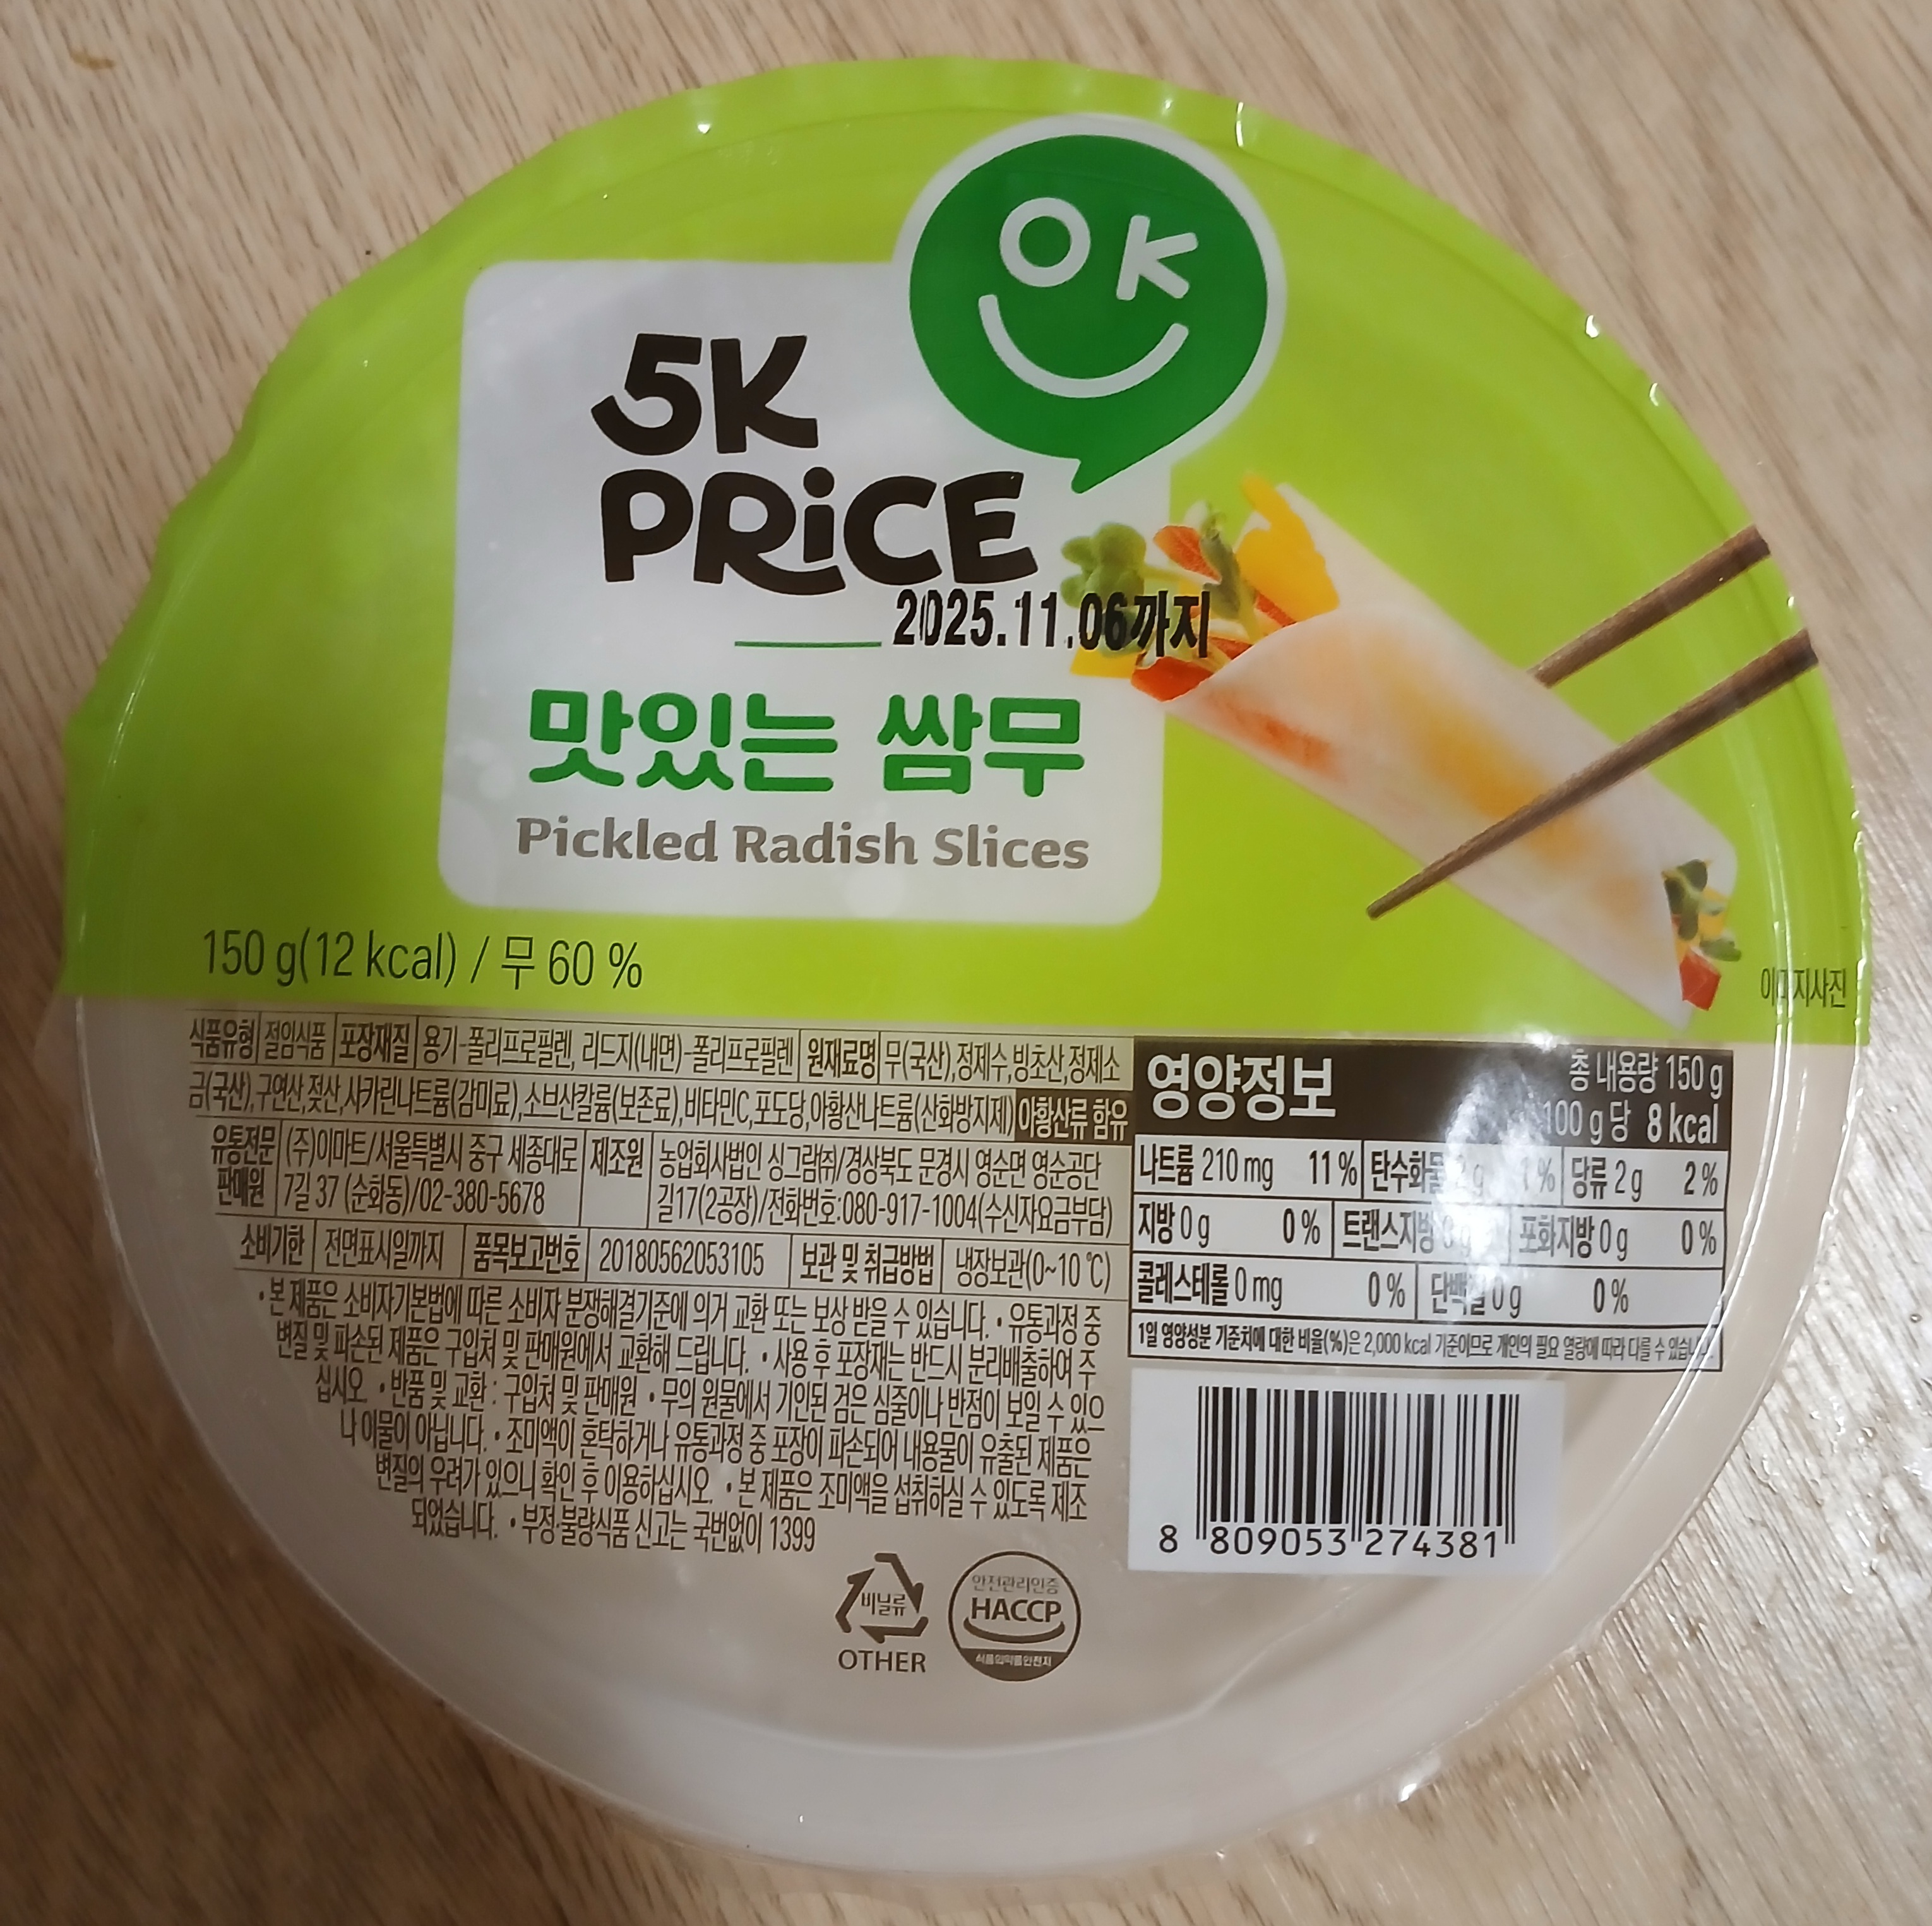 OK
5K
PRiCE
2025.11.06까지
맛있는 쌈무
Pickled Radish Slices
150 g(12 kcal) / 무 60 %
이미지사진
식품유형 절임식품 포장재질 용기-폴리프로필렌, 리드지(내면)-폴리프로필렌 원재료명 무(국산), 정제수, 빙초산, 정제소
금(국산), 구연산, 젖산, 사카린나트륨(감미료), 소브산칼륨(보존료), 비타민C, 포도당, 아황산나트륨(산화방지제) 아황산류 함유
유통전문 판매원 (주)이마트/서울특별시 중구 세종대로
7길 37 (순화동)/02-380-5678
제조원 농업회사법인 싱그람㈜/경상북도 문경시 영순면 영순공단
길17(2공장)/전화번호:080-917-1004(수신자요금부담)
소비기한 전면표시일까지 품목보고번호 20180562053105 보관 및 취급방법 냉장보관(0~10 ℃)
• 본 제품은 소비자기본법에 따른 소비자 분쟁해결기준에 의거 교환 또는 보상 받을 수 있습니다. • 유통과정 중
변질 및 파손된 제품은 구입처 및 판매원에서 교환해 드립니다. • 사용 후 포장재는 반드시 분리배출하여 주
십시오. • 반품 및 교환 : 구입처 및 판매원 • 무의 원물에서 기인된 검은 심줄이나 반점이 보일 수 있으
나 이물이 아닙니다. • 조미액이 혼탁하거나 유통과정 중 포장이 파손되어 내용물이 유출된 제품은
변질의 우려가 있으니 확인 후 이용하십시오. • 본 제품은 조미액을 섭취하실 수 있도록 제조
되었습니다. • 부정·불량식품 신고는 국번없이 1399
영양정보
총 내용량 150 g
100 g 당 8 kcal
나트륨 210 mg 11 % 탄수화물 2 g 1 % 당류 2 g 2 %
지방 0 g 0 % 트랜스지방 0 g 포화지방 0 g 0 %
콜레스테롤 0 mg 0 % 단백질 0 g 0 %
1일 영양성분 기준치에 대한 비율(%)은 2,000 kcal 기준이므로 개인의 필요 열량에 따라 다를 수 있습니다.
8 809053 274381
비닐류
OTHER
안전관리인증
HACCP
식품의약품안전처